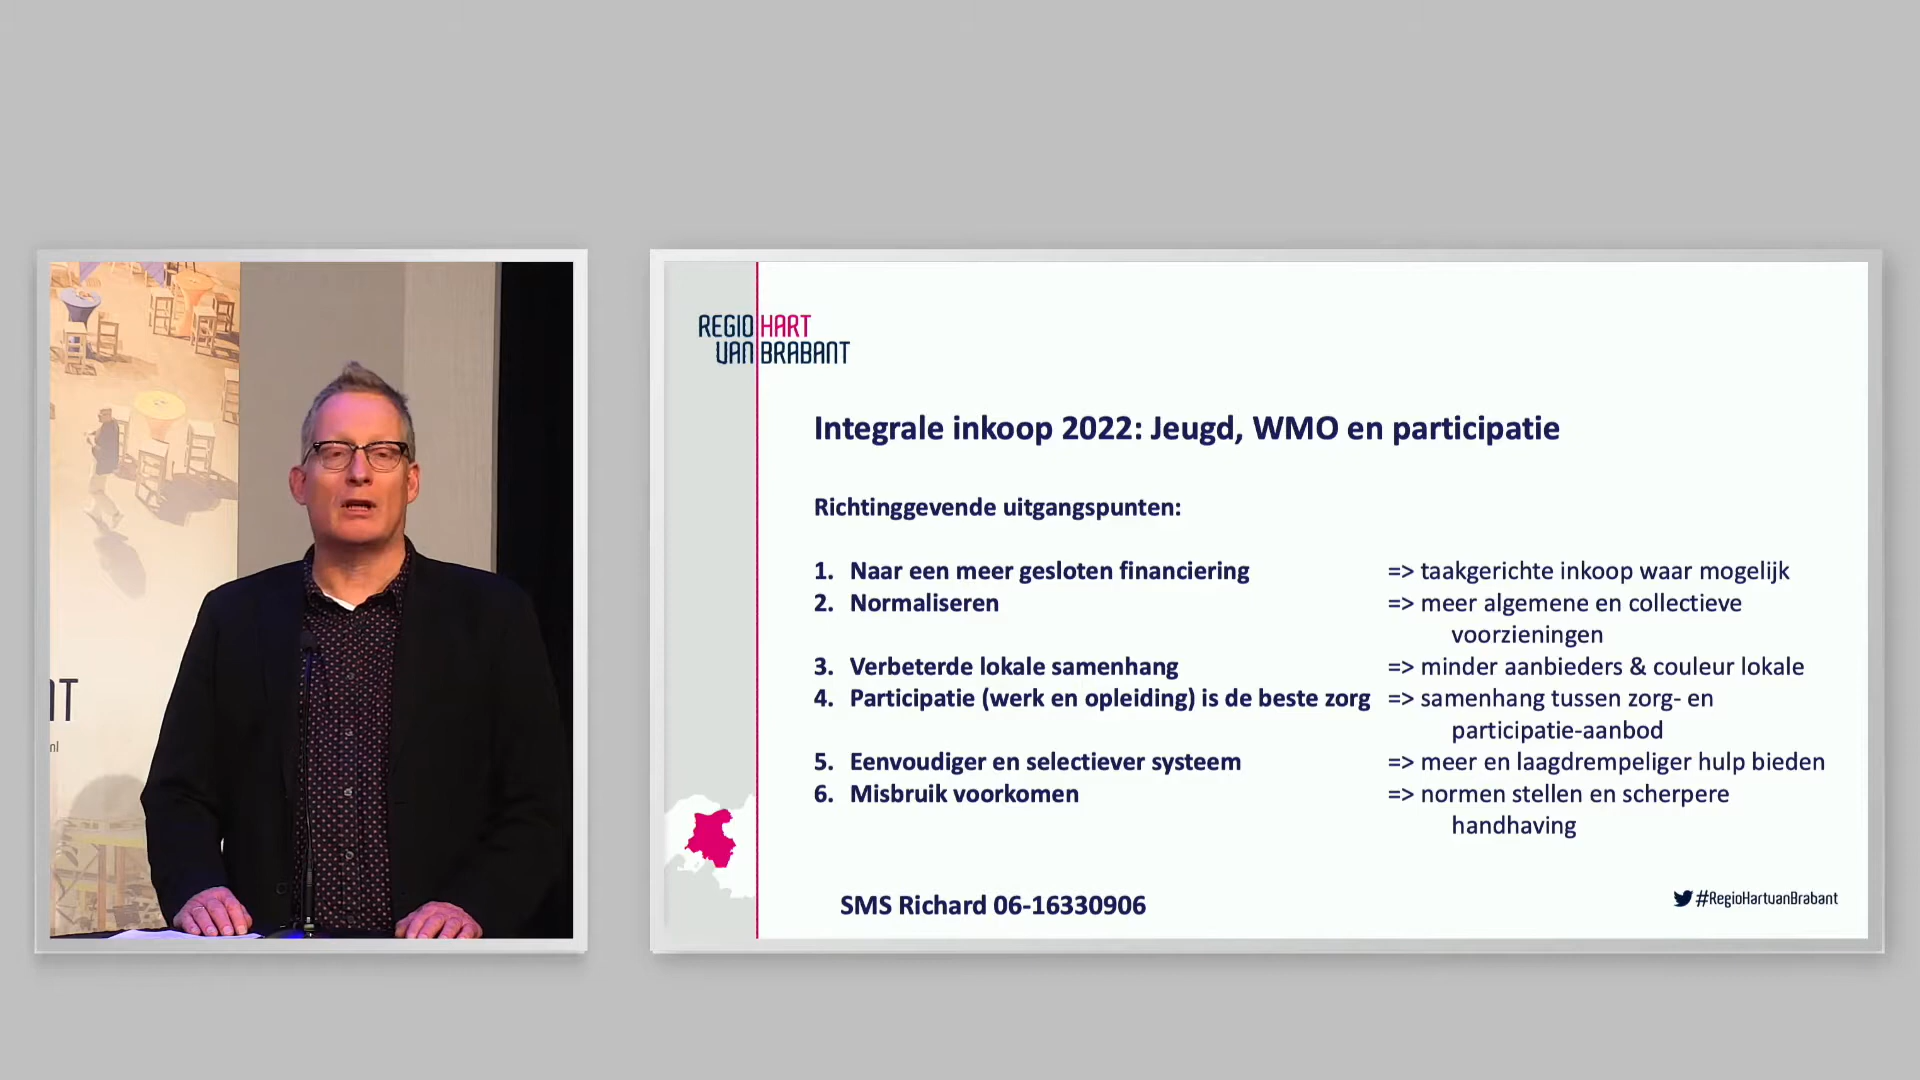 NT
nl
REGIO HART
VAN BRABANT
Integrale inkoop 2022: Jeugd, WMO en participatie
Richtinggevende uitgangspunten:
1. Naar een meer gesloten financiering => taakgerichte inkoop waar mogelijk
2. Normaliseren => meer algemene en collectieve
voorzieningen
3. Verbeterde lokale samenhang => minder aanbieders & couleur lokale
4. Participatie (werk en opleiding) is de beste zorg => samenhang tussen zorg- en
participatie-aanbod
5. Eenvoudiger en selectiever systeem => meer en laagdrempeliger hulp bieden
6. Misbruik voorkomen => normen stellen en scherpere
handhaving
SMS Richard 06-16330906
#RegioHartvanBrabant